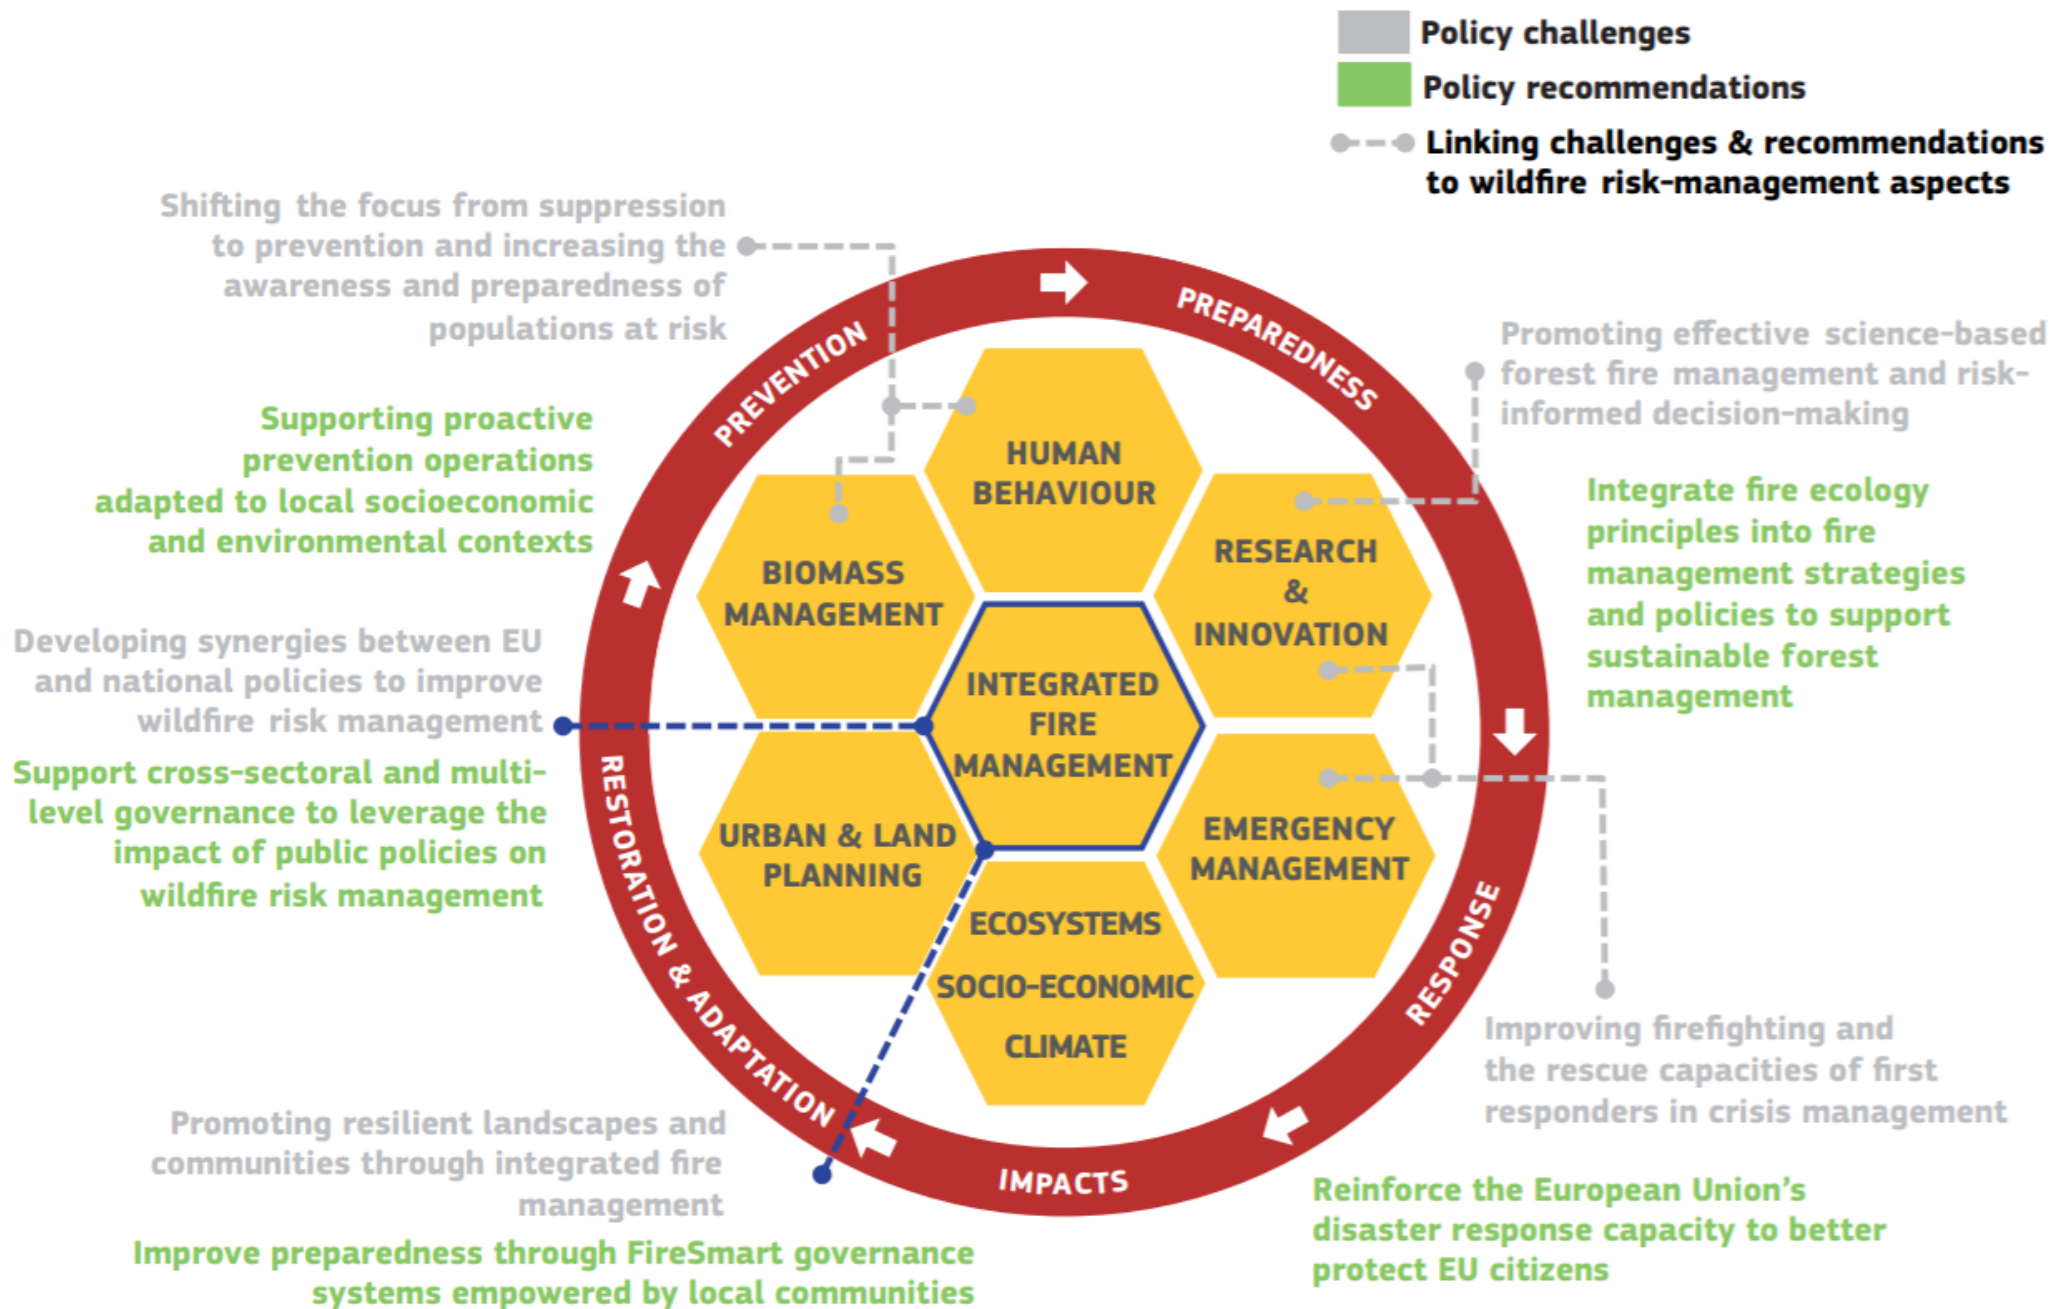 Policy challenges
Policy recommendations
Linking challenges & recommendations
to wildfire risk-management aspects
Shifting the focus from suppression
to prevention and increasing the
awareness and preparedness of
populations at risk
Supporting proactive
prevention operations
adapted to local socioeconomic
and environmental contexts
Developing synergies between EU
and national policies to improve
wildfire risk management
Support cross-sectoral and multi-
level governance to leverage the
impact of public policies on
wildfire risk management
Promoting resilient landscapes and
communities through integrated fire
management
Improve preparedness through FireSmart governance
systems empowered by local communities
PREVENTION
PREPAREDNESS
RESPONSE
IMPACTS
RESTORATION & ADAPTATION
HUMAN
BEHAVIOUR
BIOMASS
MANAGEMENT
RESEARCH
&
INNOVATION
INTEGRATED
FIRE
MANAGEMENT
URBAN & LAND
PLANNING
EMERGENCY
MANAGEMENT
ECOSYSTEMS
SOCIO-ECONOMIC
CLIMATE
Promoting effective science-based
forest fire management and risk-
informed decision-making
Integrate fire ecology
principles into fire
management strategies
and policies to support
sustainable forest
management
Improving firefighting and
the rescue capacities of first
responders in crisis management
Reinforce the European Union's
disaster response capacity to better
protect EU citizens